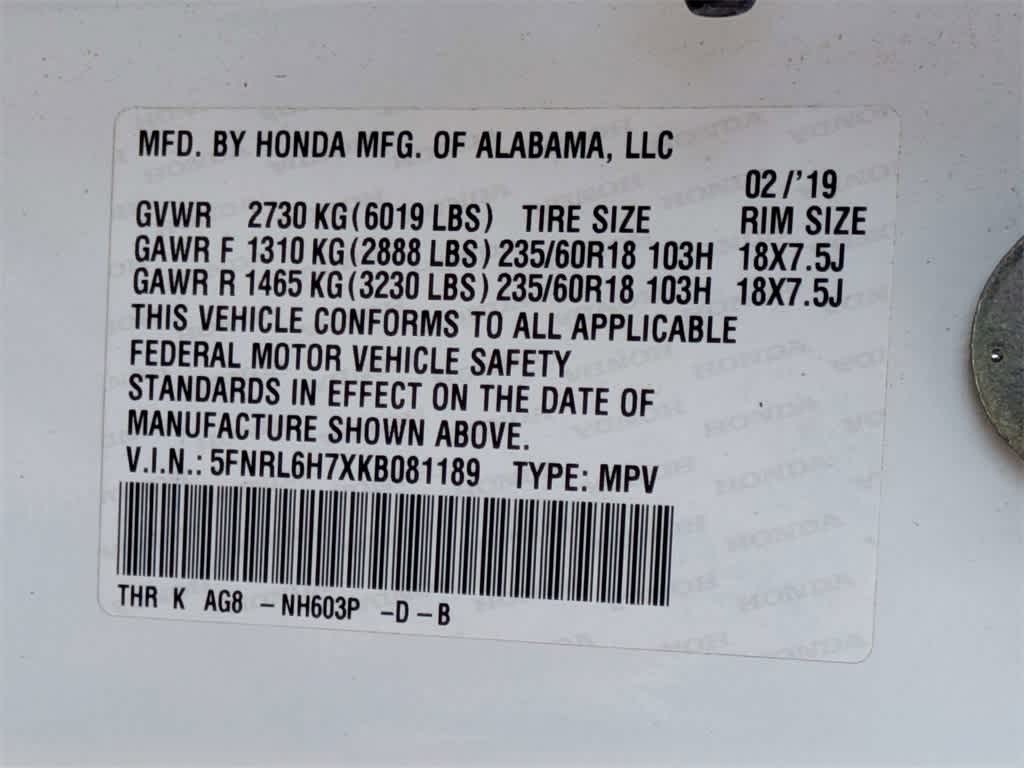 MFD. BY HONDA MFG. OF ALABAMA, LLC
02/'19
GVWR 2730 KG(6019 LBS) TIRE SIZE RIM SIZE
GAWR F 1310 KG(2888 LBS) 235/60R18 103H 18X7.5J
GAWR R 1465 KG(3230 LBS) 235/60R18 103H 18X7.5J
THIS VEHICLE CONFORMS TO ALL APPLICABLE
FEDERAL MOTOR VEHICLE SAFETY
STANDARDS IN EFFECT ON THE DATE OF
MANUFACTURE SHOWN ABOVE.
V.I.N.: 5FNRL6H7XKB081189 TYPE: MPV
THR K AG8 -NH603P -D-B